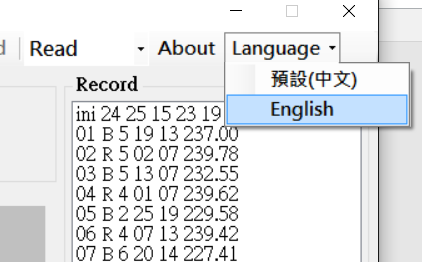 d Read About Language
預設(中文)
English
Record
ini 24 25 15 23 19
01 B 5 19 13 237.00
02 R 5 02 07 239.78
03 B 5 13 07 232.55
04 R 4 01 07 239.62
05 B 2 25 19 229.58
06 R 4 07 13 239.42
07 B 6 20 14 227.41